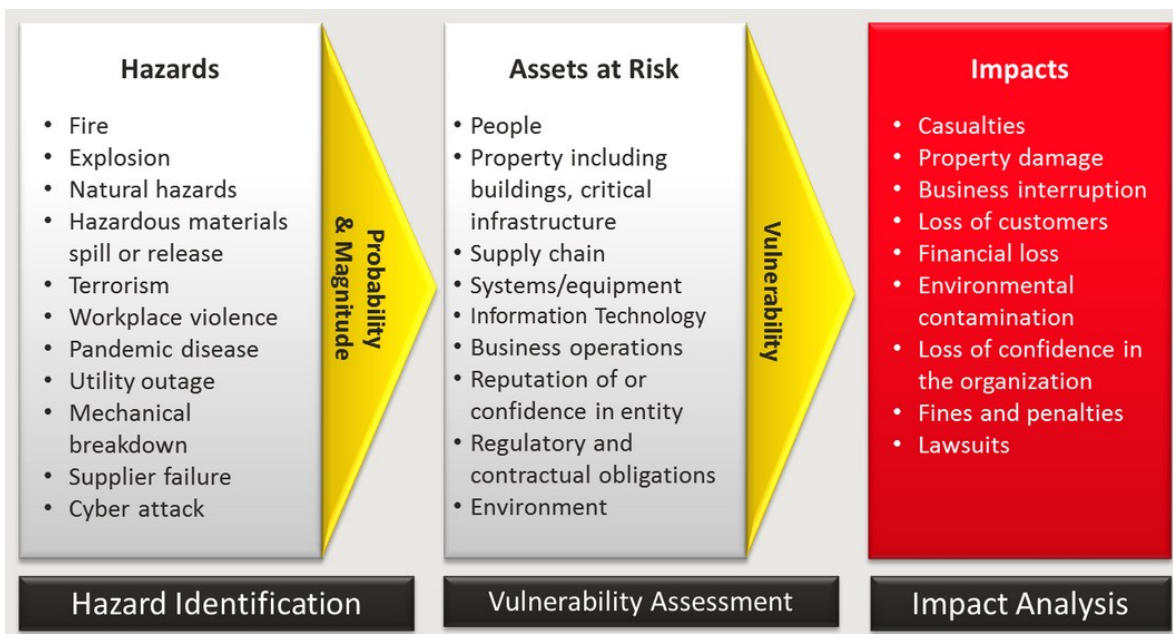 Hazards
• Fire
• Explosion
• Natural hazards
• Hazardous materials
spill or release
• Terrorism
• Workplace violence
• Pandemic disease
• Utility outage
• Mechanical
breakdown
• Supplier failure
• Cyber attack
Probability
& Magnitude
Assets at Risk
• People
• Property including
buildings, critical
infrastructure
• Supply chain
• Systems/equipment
• Information Technology
• Business operations
• Reputation of or
confidence in entity
• Regulatory and
contractual obligations
• Environment
Vulnerability
Impacts
• Casualties
• Property damage
• Business interruption
• Loss of customers
• Financial loss
• Environmental
contamination
• Loss of confidence in
the organization
• Fines and penalties
• Lawsuits
Hazard Identification
Vulnerability Assessment
Impact Analysis